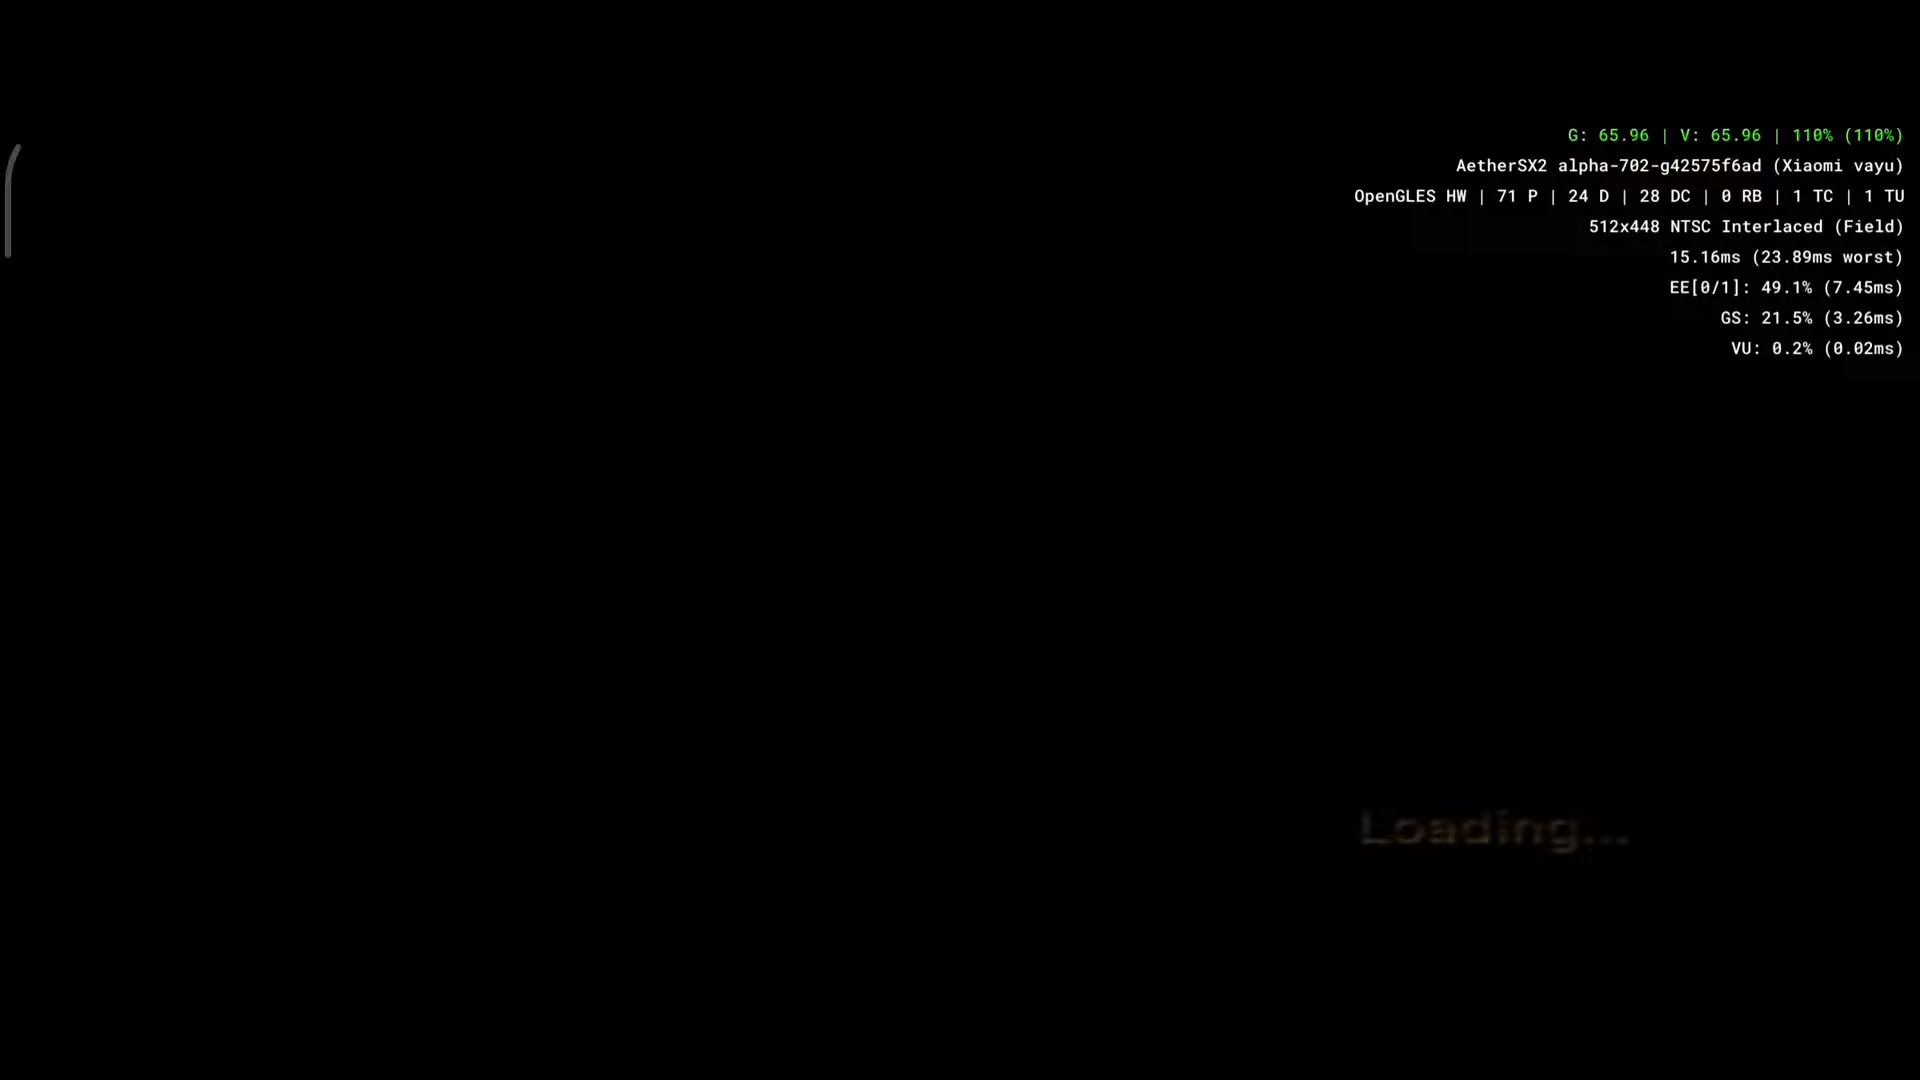 G: 65.96 | V: 65.96 | 110% (110%)
AetherSX2 alpha-702-g42575f6ad (Xiaomi vayu)
OpenGLES HW | 71 P | 24 D | 28 DC | 0 RB | 1 TC | 1 TU
512x448 NTSC Interlaced (Field)
15.16ms (23.89ms worst)
EE[0/1]: 49.1% (7.45ms)
GS: 21.5% (3.26ms)
VU: 0.2% (0.02ms)
Loading...